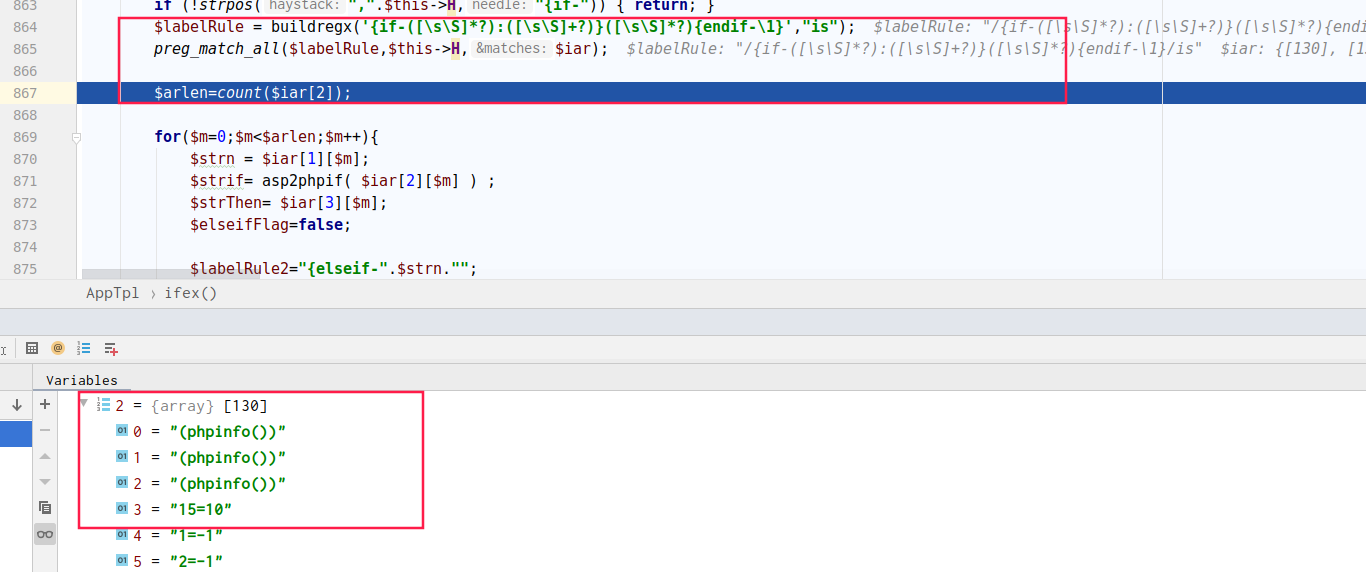 863 if (!strpos( haystack: ",".$this->H, needle: "{if-")) { return; }
864 $labelRule = buildregx('{if-([\s\S]*?):([\s\S]+?)}([\s\S]*?){endif-\1}',"is"); $labelRule: "/{if-([\s\S]*?):([\s\S]+?)}([\s\S]*?){endi
865 preg_match_all($labelRule,$this->H, &matches: $iar); $labelRule: "/{if-([\s\S]*?):([\s\S]+?)}([\s\S]*?){endif-\1}/is" $iar: {[130], [1
866
867 $arlen=count($iar[2]);
868
869 for($m=0;$m<$arlen;$m++){
870 $strn = $iar[1][$m];
871 $strif= asp2phpif( $iar[2][$m] ) ;
872 $strThen= $iar[3][$m];
873 $elseifFlag=false;
874
875 $labelRule2="{elseif-".$strn."";
AppTpl › ifex()
Variables
2 = {array} [130]
0 = "(phpinfo())"
1 = "(phpinfo())"
2 = "(phpinfo())"
3 = "15=10"
4 = "1=-1"
5 = "2=-1"